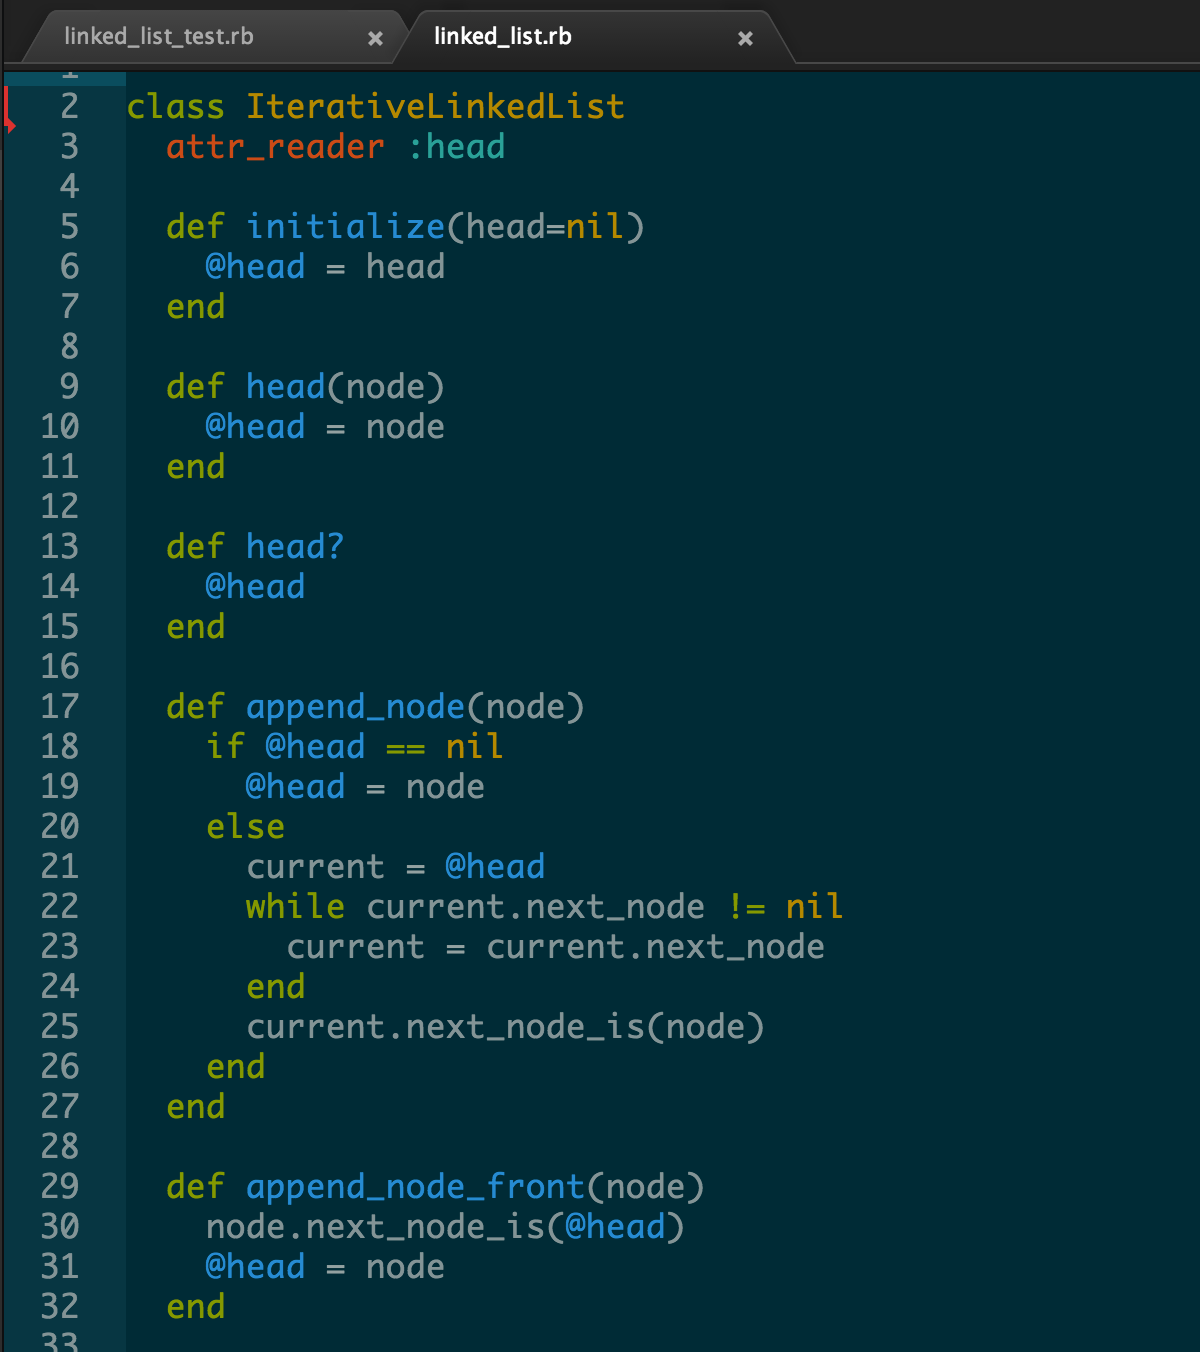 linked_list_test.rb × linked_list.rb ×
1
2 class IterativeLinkedList
3   attr_reader :head
4
5   def initialize(head=nil)
6     @head = head
7   end
8
9   def head(node)
10     @head = node
11   end
12
13   def head?
14     @head
15   end
16
17   def append_node(node)
18     if @head == nil
19       @head = node
20     else
21       current = @head
22       while current.next_node != nil
23         current = current.next_node
24       end
25       current.next_node_is(node)
26     end
27   end
28
29   def append_node_front(node)
30     node.next_node_is(@head)
31     @head = node
32   end
33